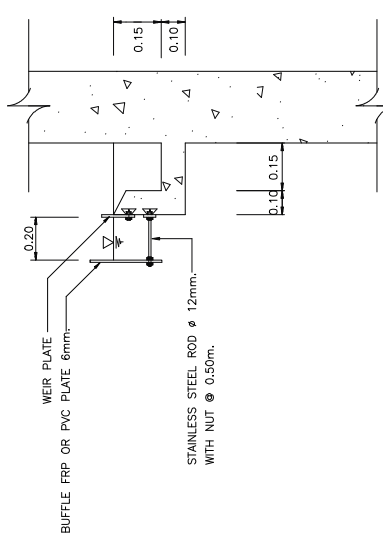 0.15
0.10
0.20
0.10
0.15
WEIR PLATE
BUFFLE FRP OR PVC PLATE 6mm.
STAINLESS STEEL ROD ø 12mm.
WITH NUT @ 0.50m.